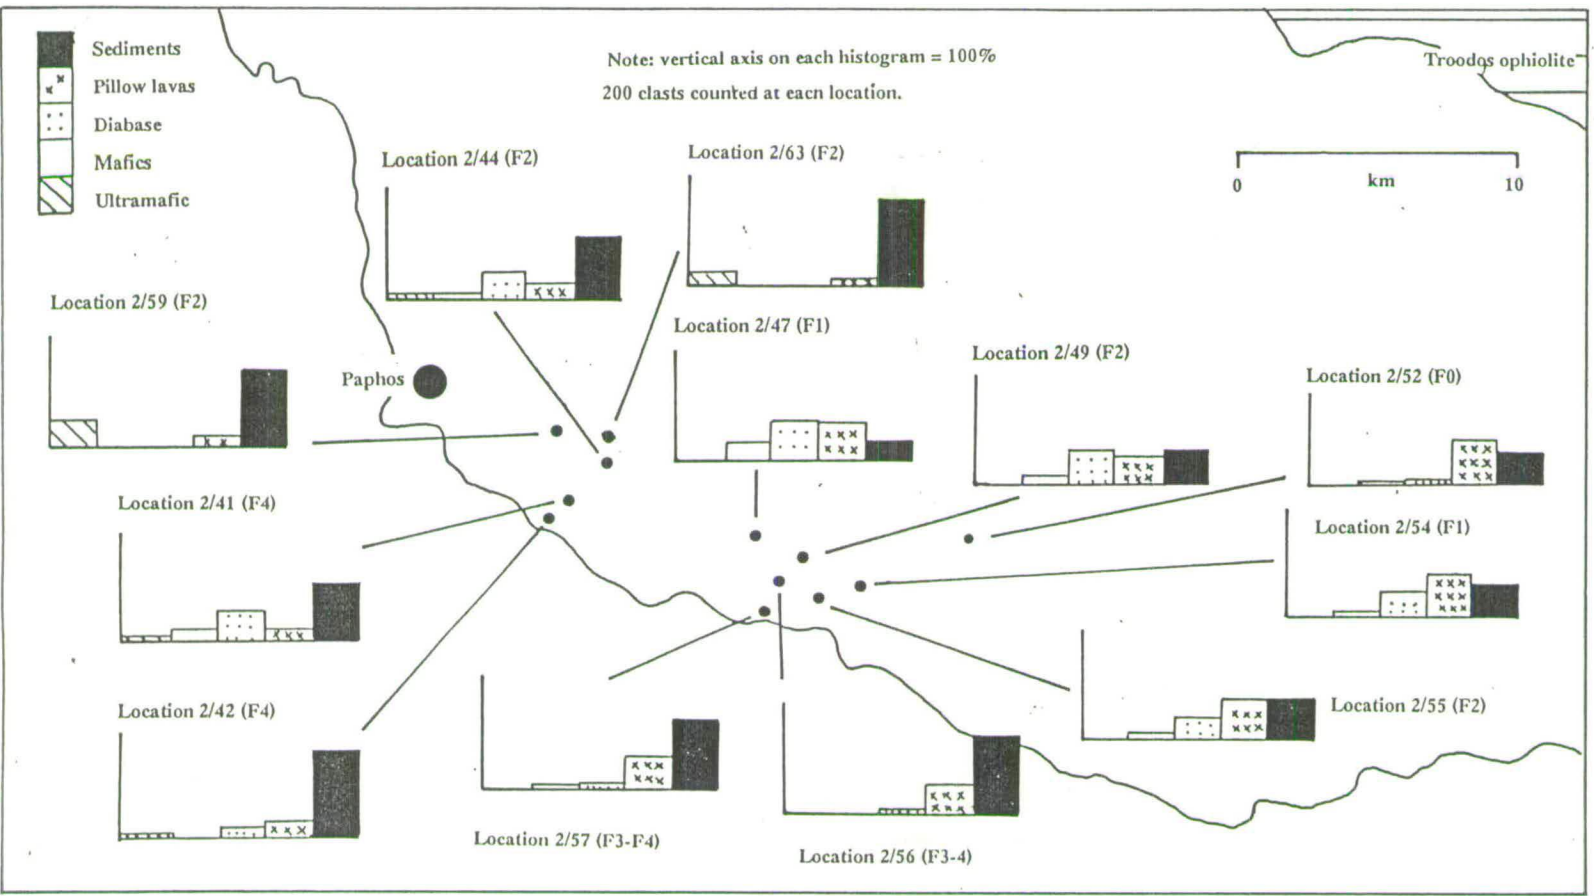 Sediments
Pillow lavas
Diabase
Mafics
Ultramafic
Note: vertical axis on each histogram = 100%
200 clasts counted at each location.
Troodos ophiolite
0
km
10
Location 2/44 (F2)
Location 2/63 (F2)
Location 2/59 (F2)
Location 2/47 (F1)
Location 2/49 (F2)
Location 2/52 (F0)
Paphos
Location 2/41 (F4)
Location 2/54 (F1)
Location 2/42 (F4)
Location 2/55 (F2)
Location 2/57 (F3-F4)
Location 2/56 (F3-4)